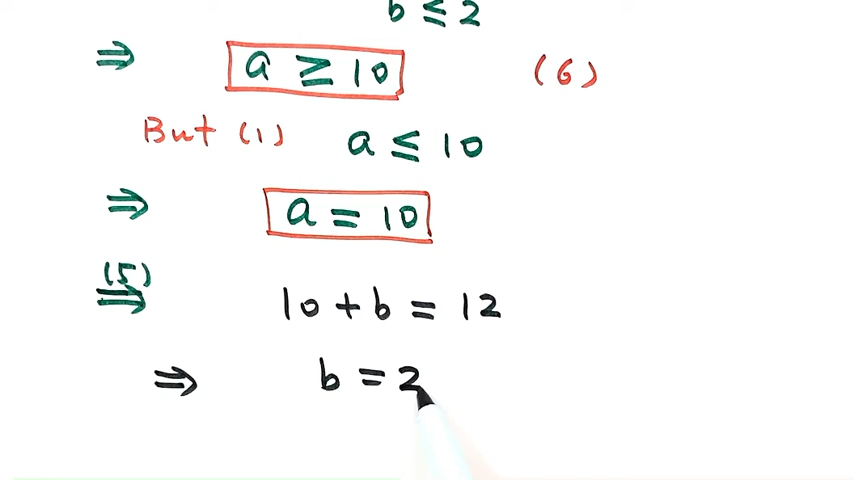 b ≤ 2
⇒ a ≥ 10 (6)
But (1) a ≤ 10
⇒ a = 10
(5)
⇒ 10 + b = 12
⇒ b = 2